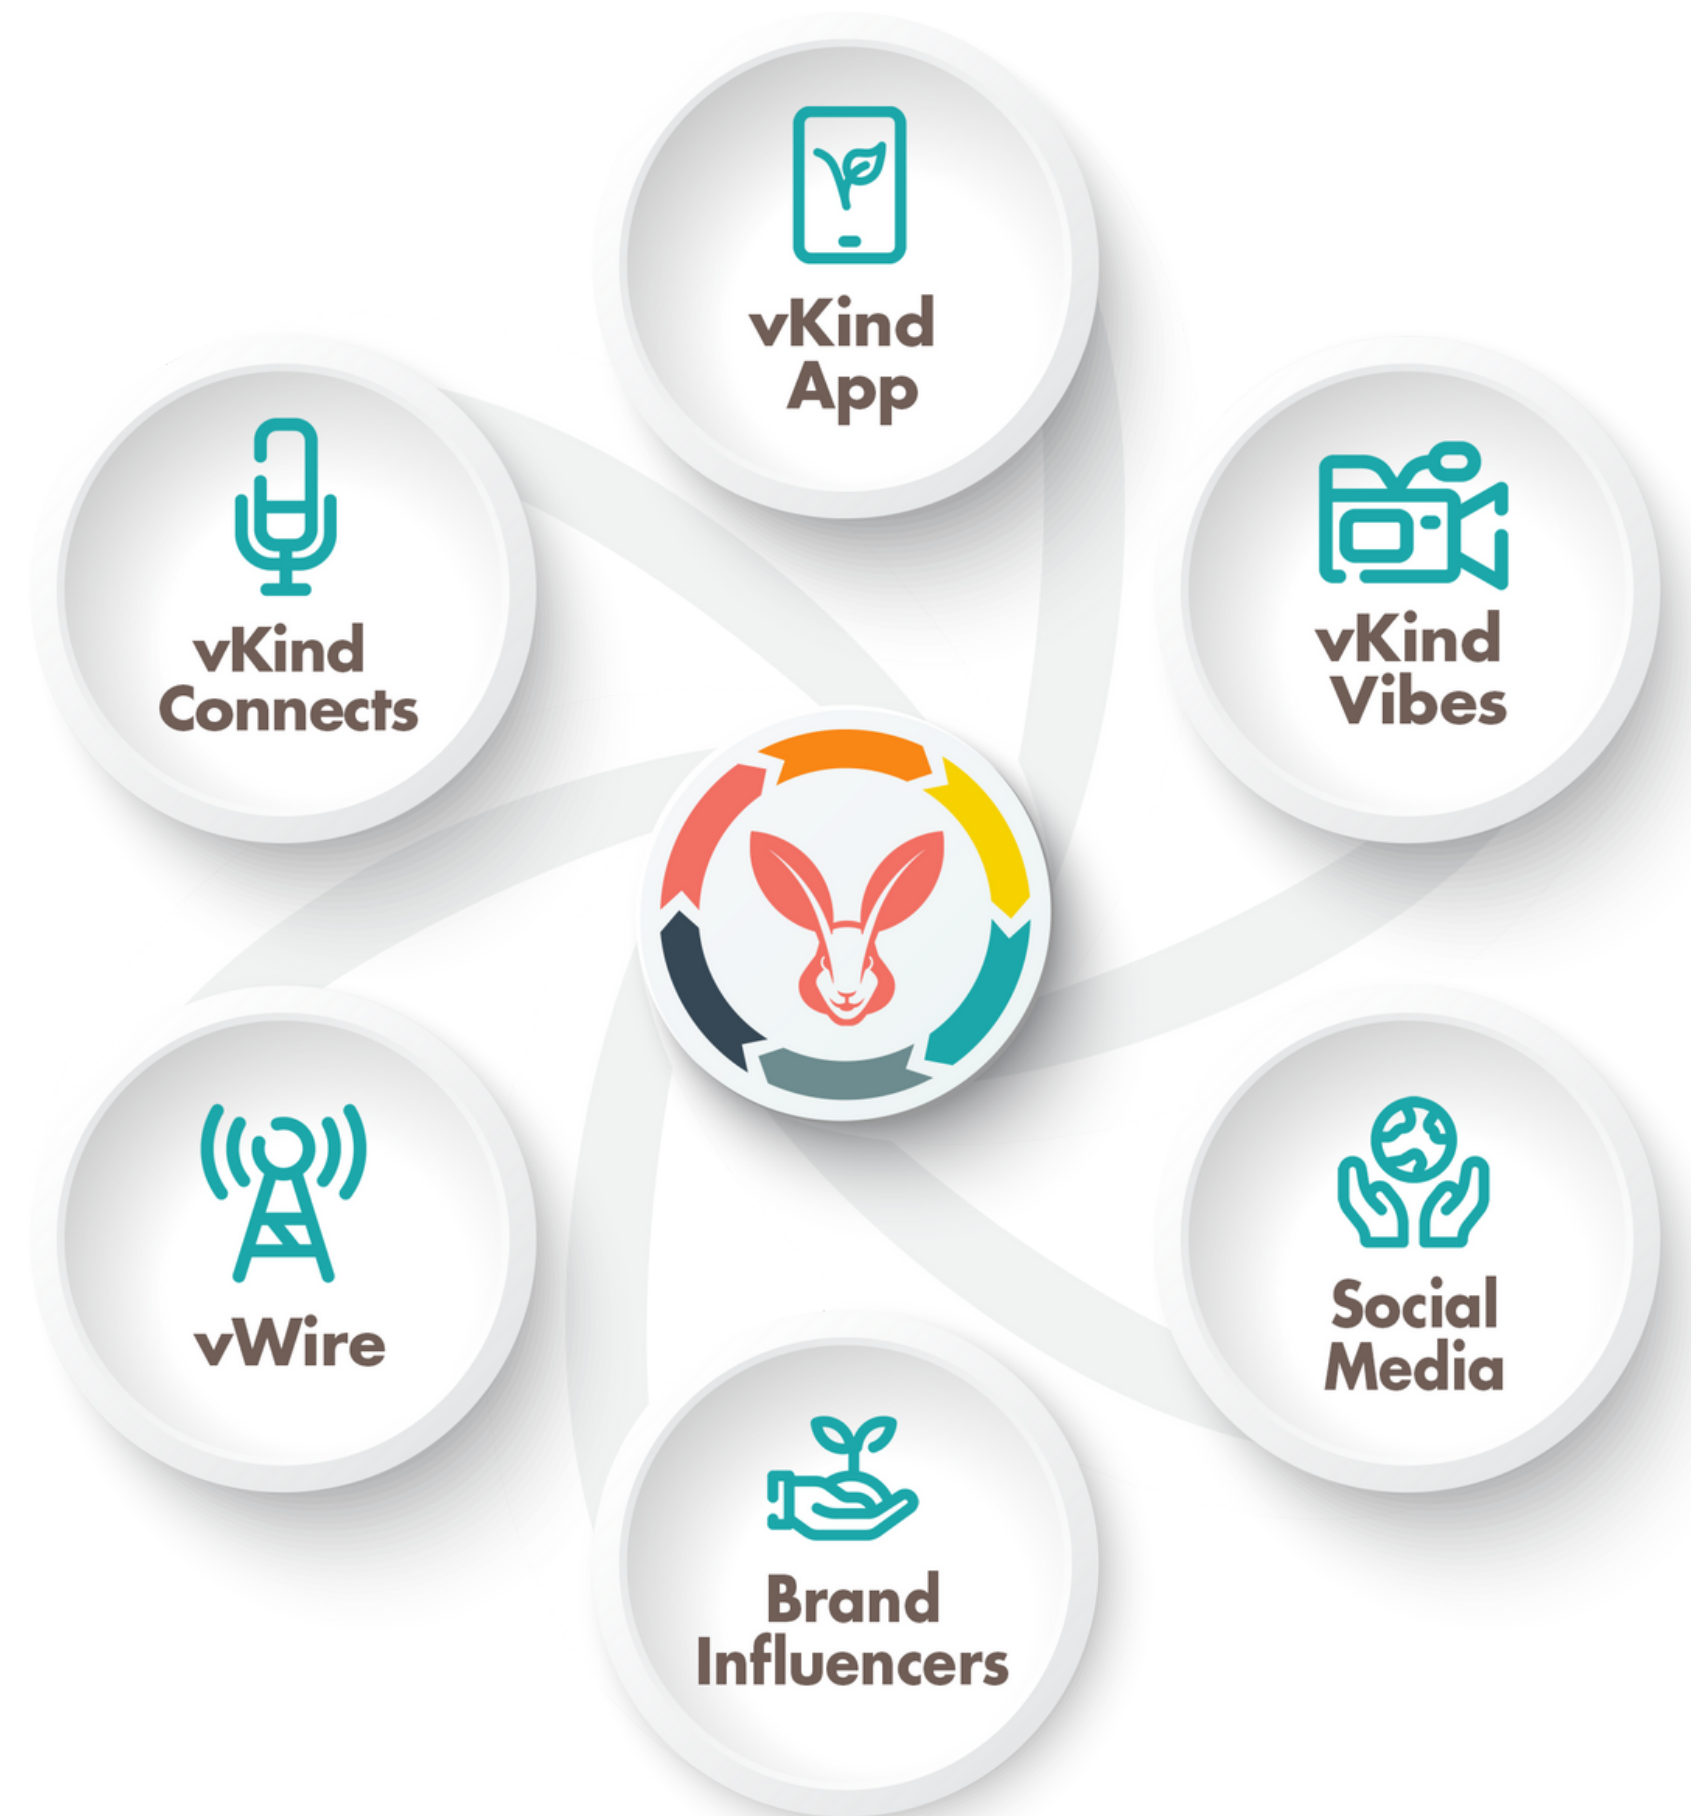 vKind
App
vKind
Connects
vKind
Vibes
vWire
Social
Media
Brand
Influencers